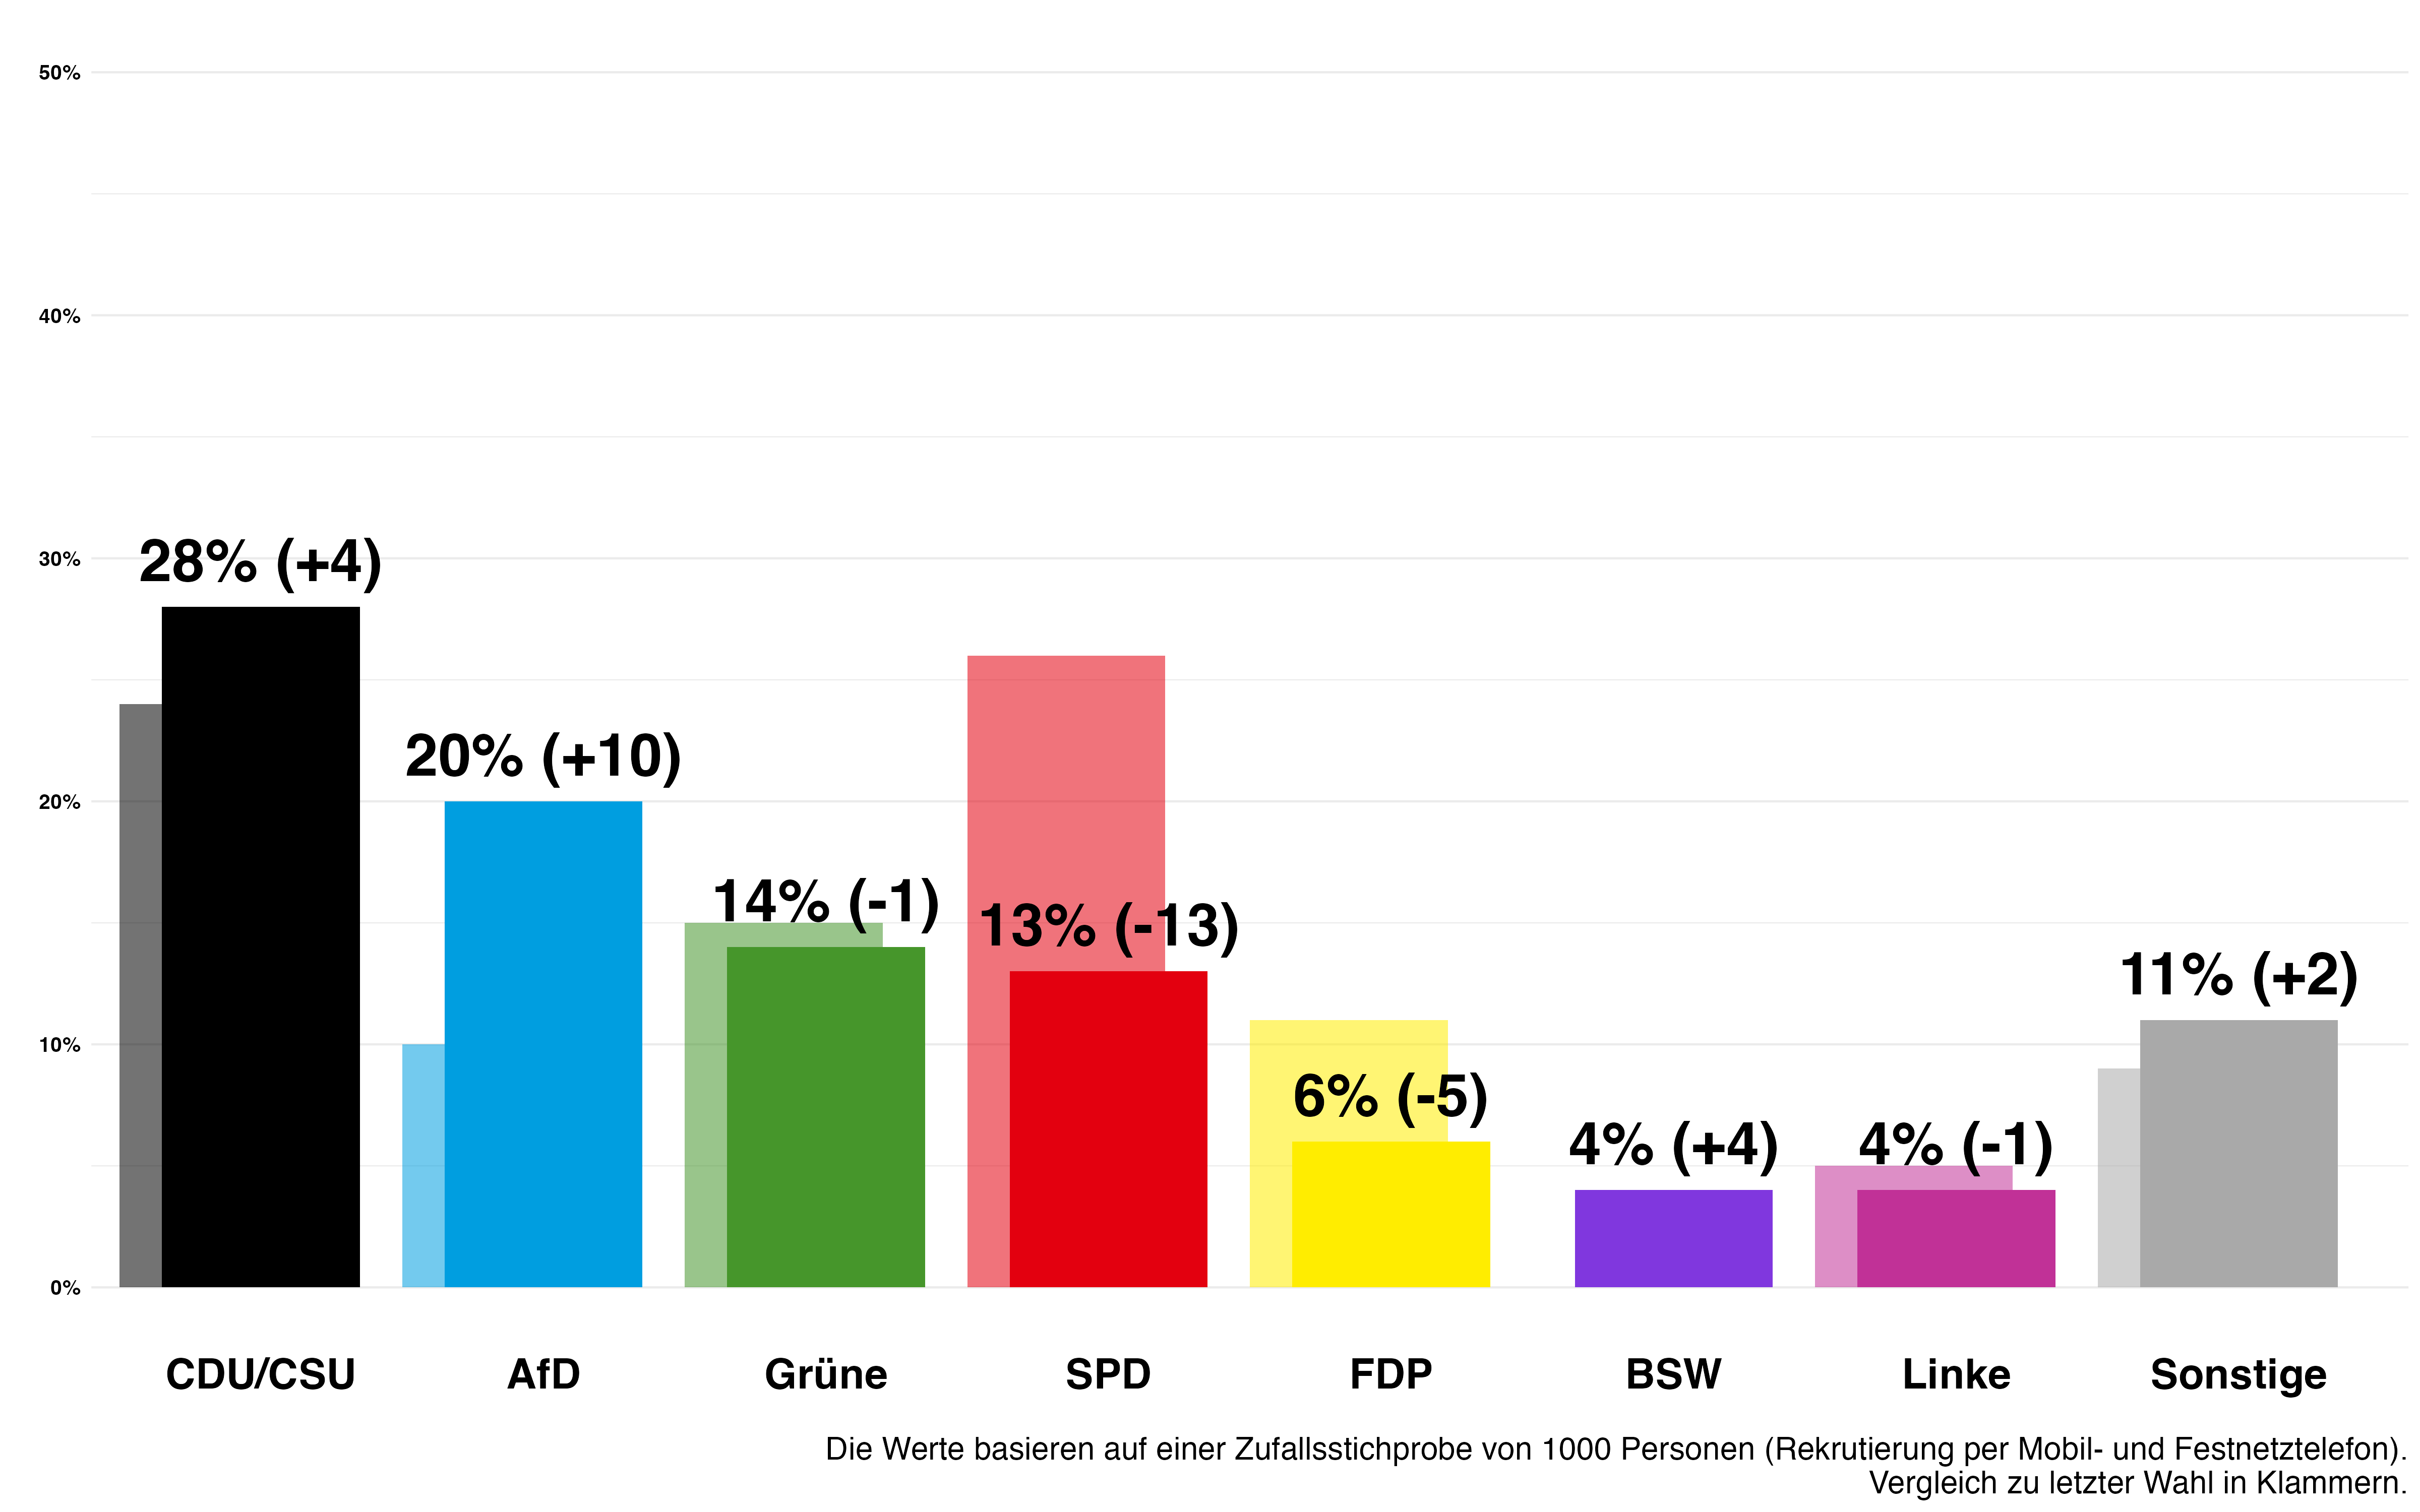 50%
40%
30%
20%
10%
0%
28% (+4)
20% (+10)
14% (-1)
13% (-13)
6% (-5)
4% (+4)
4% (-1)
11% (+2)
CDU/CSU
AfD
Grüne
SPD
FDP
BSW
Linke
Sonstige
Die Werte basieren auf einer Zufallsstichprobe von 1000 Personen (Rekrutierung per Mobil- und Festnetztelefon).
Vergleich zu letzter Wahl in Klammern.